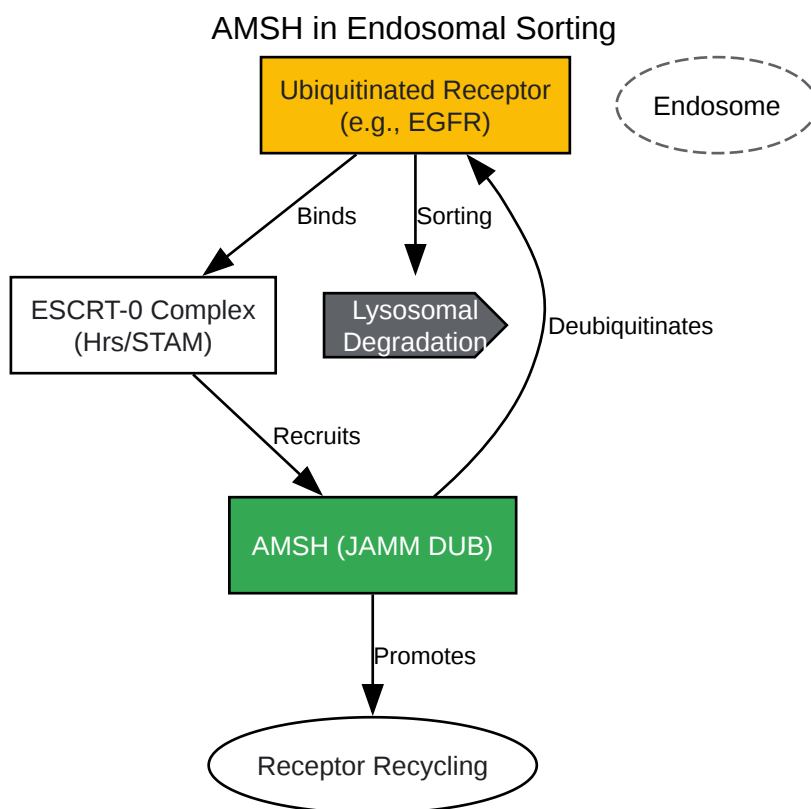 AMSH in Endosomal Sorting
Ubiquitinated Receptor
(e.g., EGFR)
Endosome
Binds
Sorting
ESCRT-0 Complex
(Hrs/STAM)
Lysosomal
Degradation
Deubiquitinates
Recruits
AMSH (JAMM DUB)
Promotes
Receptor Recycling